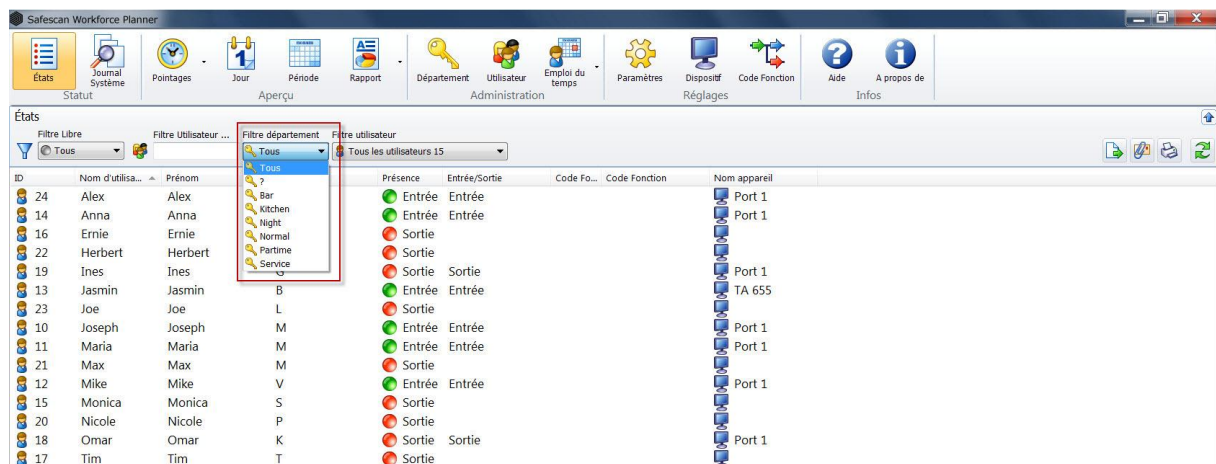 Safescan Workforce Planner
États
Journal Système
Pointages
Jour
Période
Rapport
Département
Utilisateur
Emploi du temps
Paramètres
Dispositif
Code Fonction
Aide
A propos de
Statut
Aperçu
Administration
Réglages
Infos
États
Filtre Libre
Filtre Utilisateur ...
Filtre département
Filtre utilisateur
Tous
Tous
Tous les utilisateurs 15
Tous
?
Bar
Kitchen
Night
Normal
Partime
Service
ID Nom d'utilisa... Prénom Présence Entrée/Sortie Code Fo... Code Fonction Nom appareil
24 Alex Alex Entrée Entrée Port 1
14 Anna Anna Entrée Entrée Port 1
16 Ernie Ernie Sortie
22 Herbert Herbert Sortie
19 Ines Ines G Sortie Sortie Port 1
13 Jasmin Jasmin B Entrée Entrée TA 655
23 Joe Joe L Sortie
10 Joseph Joseph M Entrée Entrée Port 1
11 Maria Maria M Entrée Entrée Port 1
21 Max Max M Sortie
12 Mike Mike V Entrée Entrée Port 1
15 Monica Monica S Sortie
20 Nicole Nicole P Sortie
18 Omar Omar K Sortie Sortie Port 1
17 Tim Tim T Sortie